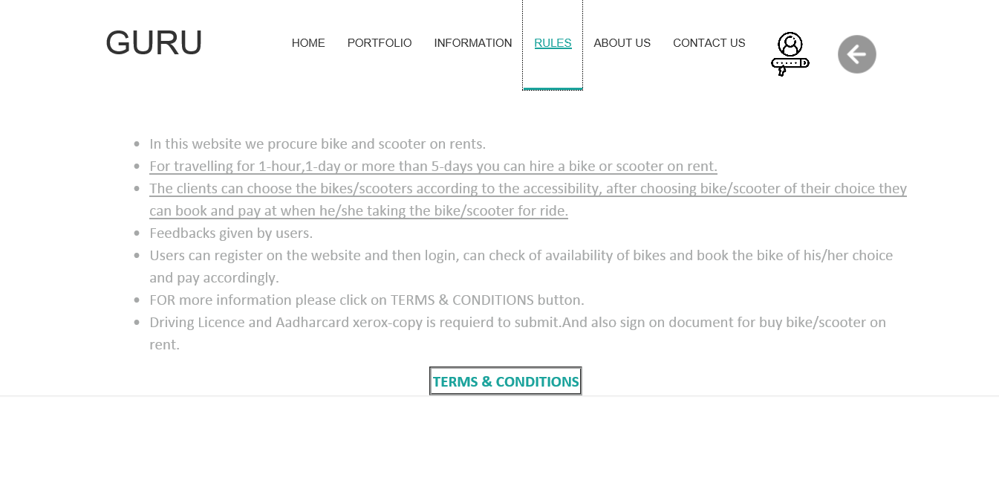 GURU
HOME PORTFOLIO INFORMATION RULES ABOUT US CONTACT US
• In this website we procure bike and scooter on rents.
• For travelling for 1-hour,1-day or more than 5-days you can hire a bike or scooter on rent.
• The clients can choose the bikes/scooters according to the accessibility, after choosing bike/scooter of their choice they
can book and pay at when he/she taking the bike/scooter for ride.
• Feedbacks given by users.
• Users can register on the website and then login, can check of availability of bikes and book the bike of his/her choice
and pay accordingly.
• FOR more information please click on TERMS & CONDITIONS button.
• Driving Licence and Aadharcard xerox-copy is requierd to submit.And also sign on document for buy bike/scooter on
rent.
TERMS & CONDITIONS